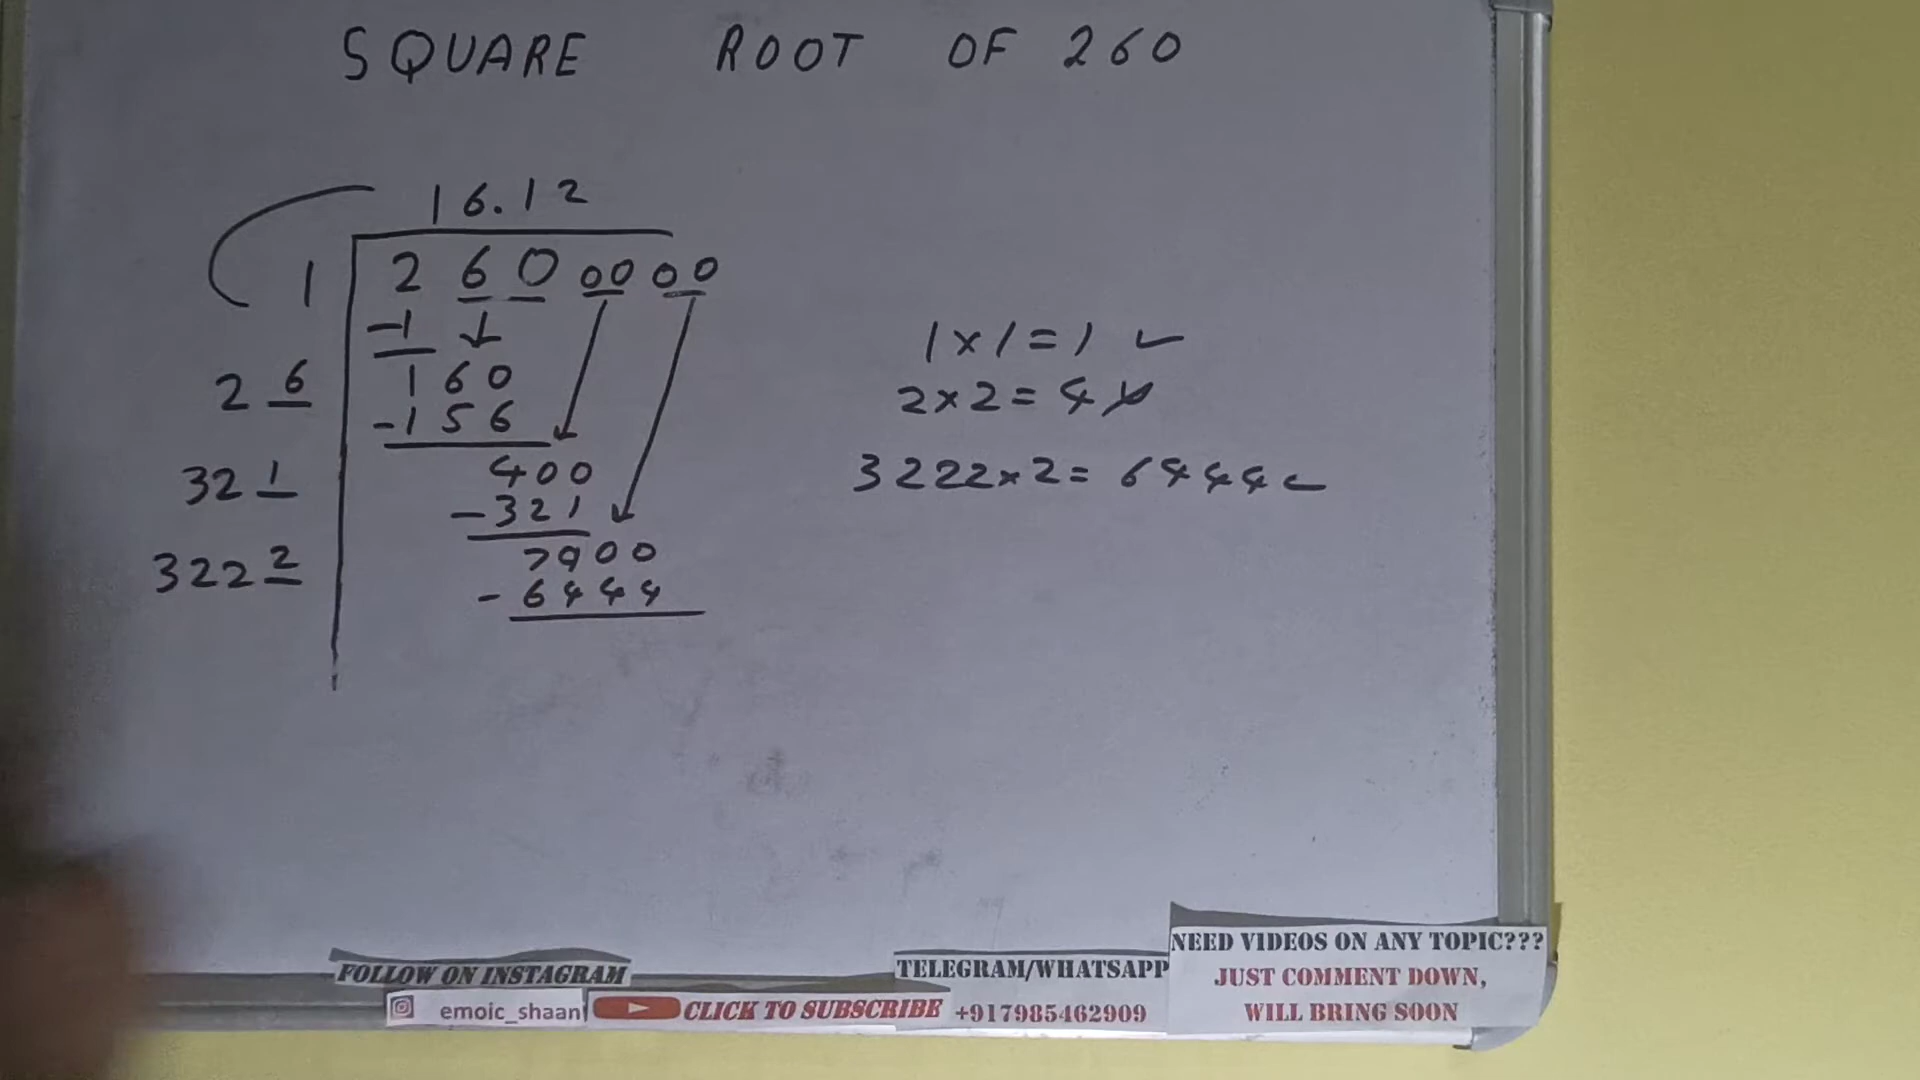 SQUARE ROOT OF 260
16.12
1 260 00 00
-1
2 6 160
-156
32 1 400
-321
322 2 7900
-6444
1×1=1 ✓
2×2=4 ×
3222×2=6444 ✓
FOLLOW ON INSTAGRAM
emoic_shaan
CLICK TO SUBSCRIBE
TELEGRAM/WHATSAPP
+917985462909
NEED VIDEOS ON ANY TOPIC???
JUST COMMENT DOWN,
WILL BRING SOON